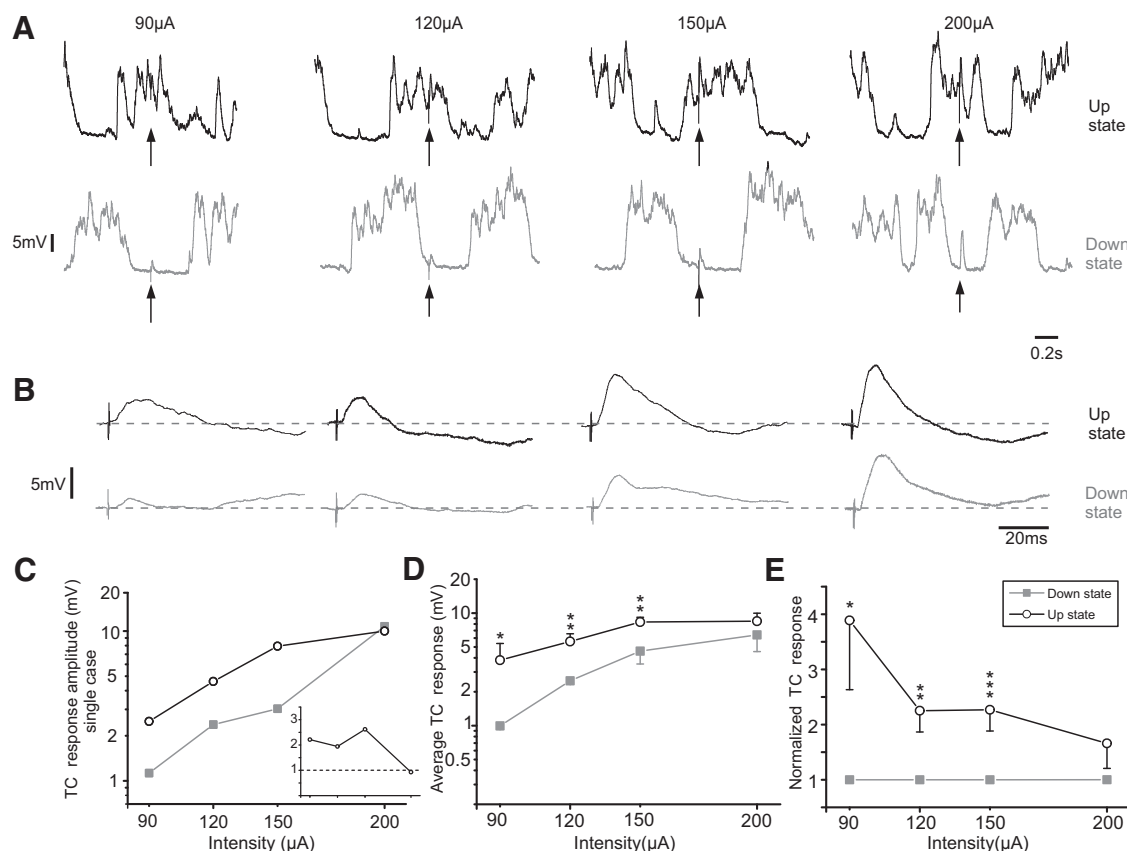 A
90µA
120µA
150µA
200µA
Up
state
5mV
Down
state
0.2s
B
Up
state
5mV
Down
state
20ms
C
TC response amplitude (mV)
single case
20
10
5
2
1
3
2
1
90
120
150
200
Intensity (µA)
D
Average TC response (mV)
20
10
5
2
1
0.5
*
**
**
90
120
150
200
Intensity(µA)
E
Normalized TC response
4
3
2
1
*
**
***
Down state
Up state
90
120
150
200
Intensity(µA)